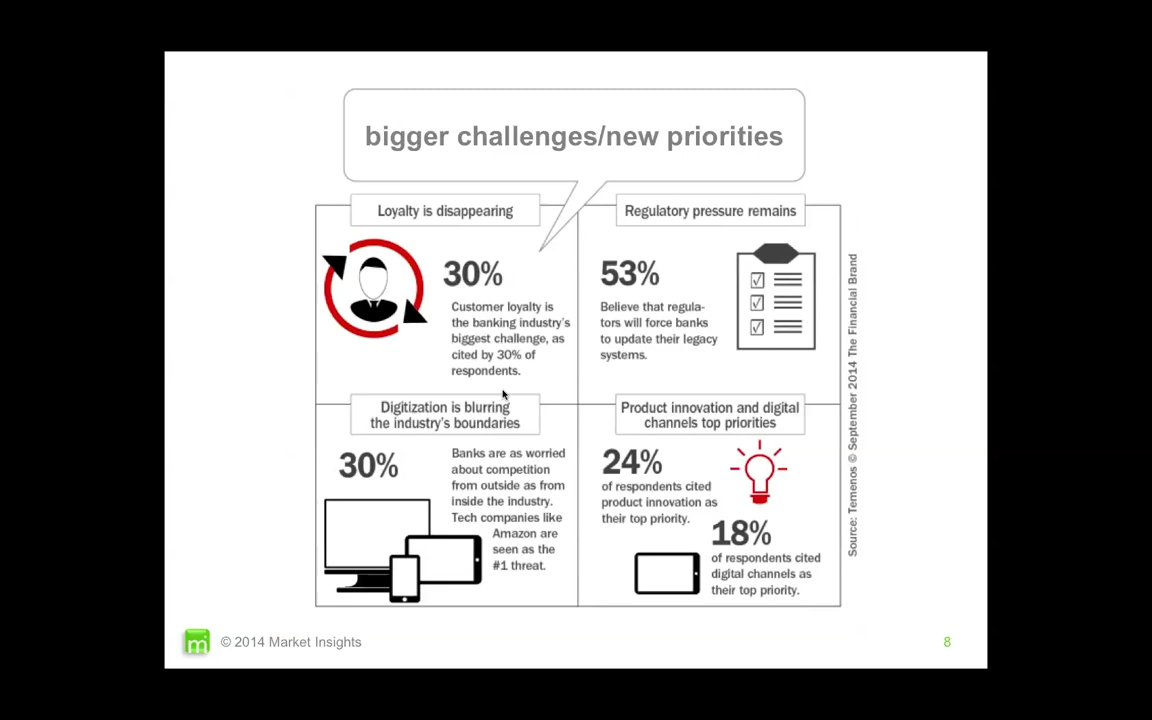 bigger challenges/new priorities
Loyalty is disappearing
30%
Customer loyalty is
the banking industry's
biggest challenge, as
cited by 30% of
respondents.
Regulatory pressure remains
53%
Believe that regula-
tors will force banks
to update their legacy
systems.
Digitization is blurring
the industry's boundaries
30%
Banks are as worried
about competition
from outside as from
inside the industry.
Tech companies like
Amazon are
seen as the
#1 threat.
Product innovation and digital
channels top priorities
24%
of respondents cited
product innovation as
their top priority.
18%
of respondents cited
digital channels as
their top priority.
Source: Temenos © September 2014 The Financial Brand
mi
© 2014 Market Insights
8